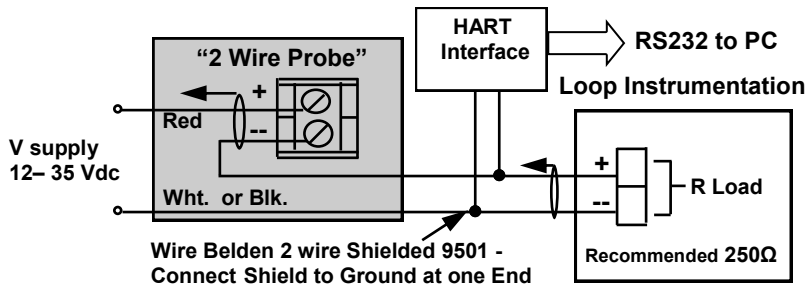 HART
Interface
RS232 to PC
“2 Wire Probe”
Loop Instrumentation
+
Red
--
V supply
12– 35 Vdc
+
R Load
--
Wht. or Blk.
Recommended 250Ω
Wire Belden 2 wire Shielded 9501 -
Connect Shield to Ground at one End